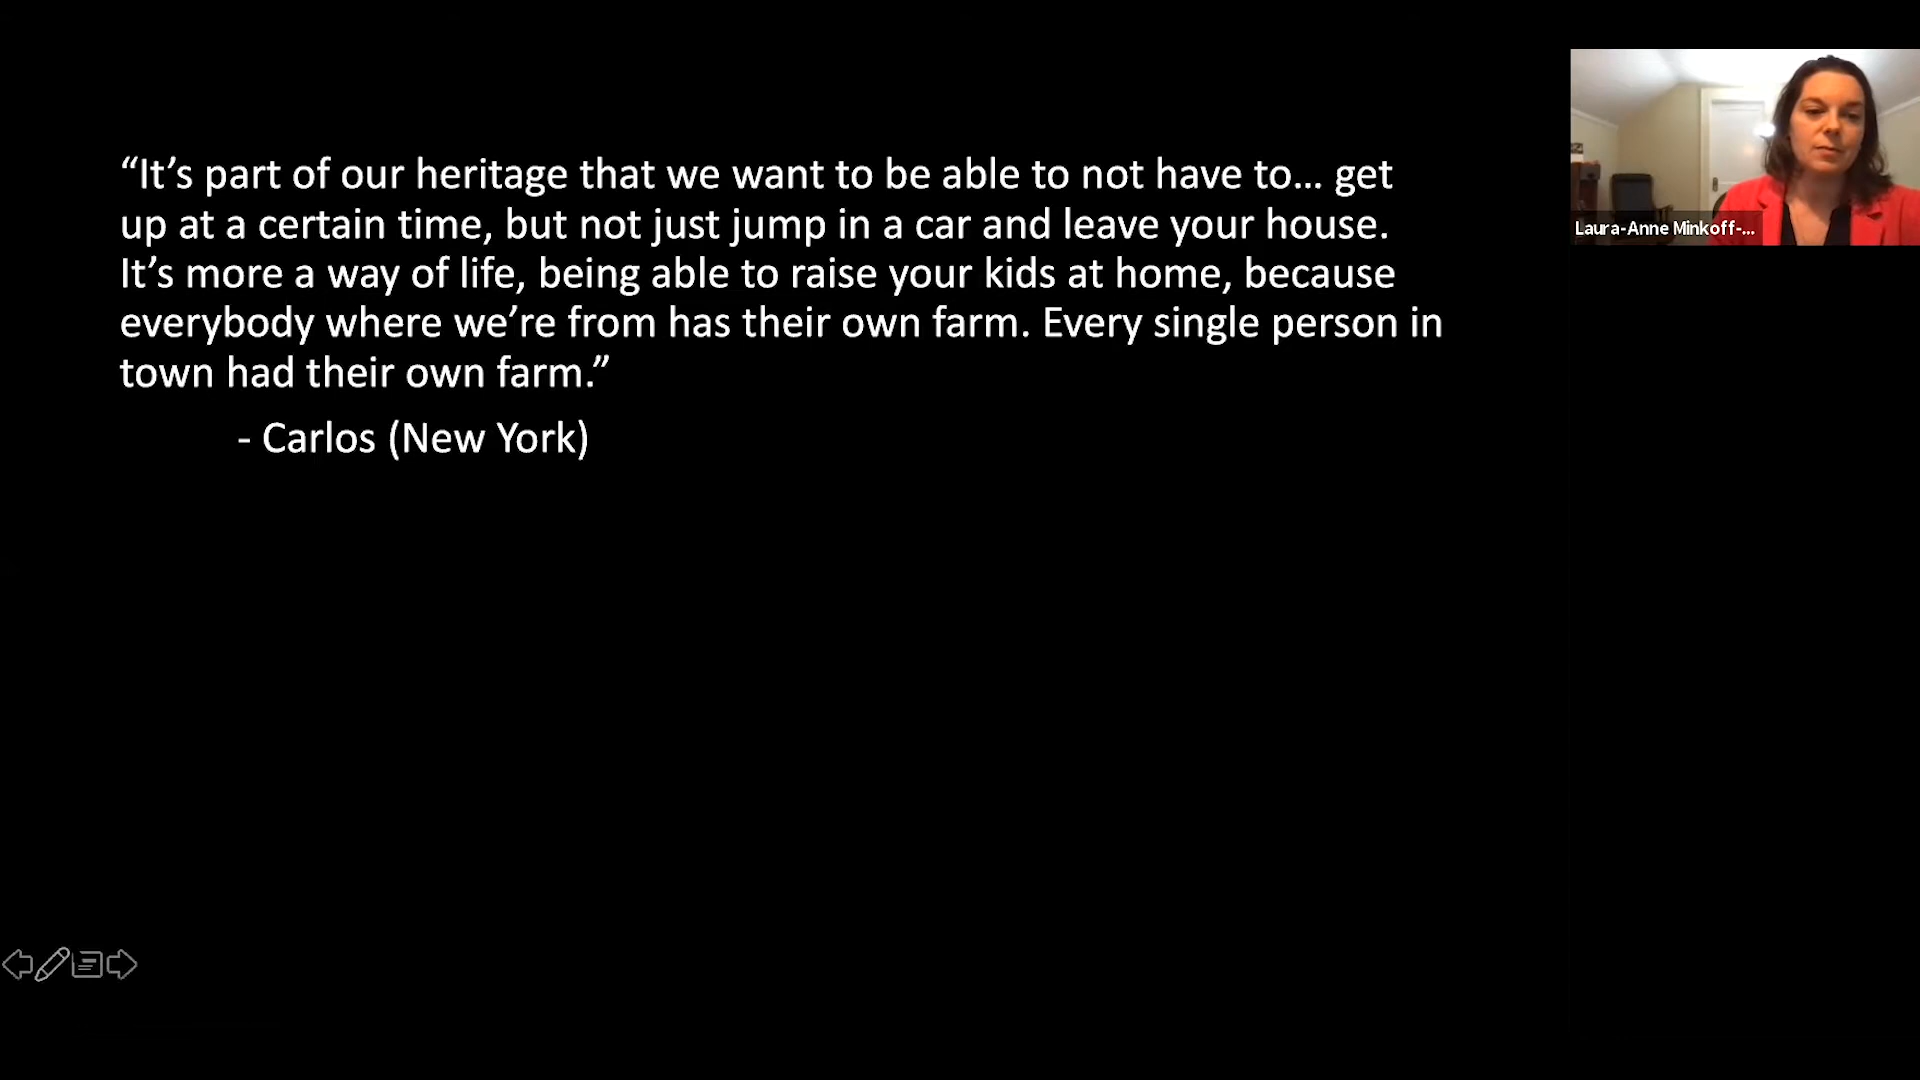 “It’s part of our heritage that we want to be able to not have to... get
up at a certain time, but not just jump in a car and leave your house.
It’s more a way of life, being able to raise your kids at home, because
everybody where we’re from has their own farm. Every single person in
town had their own farm.”
- Carlos (New York)
Laura-Anne Minkoff-...